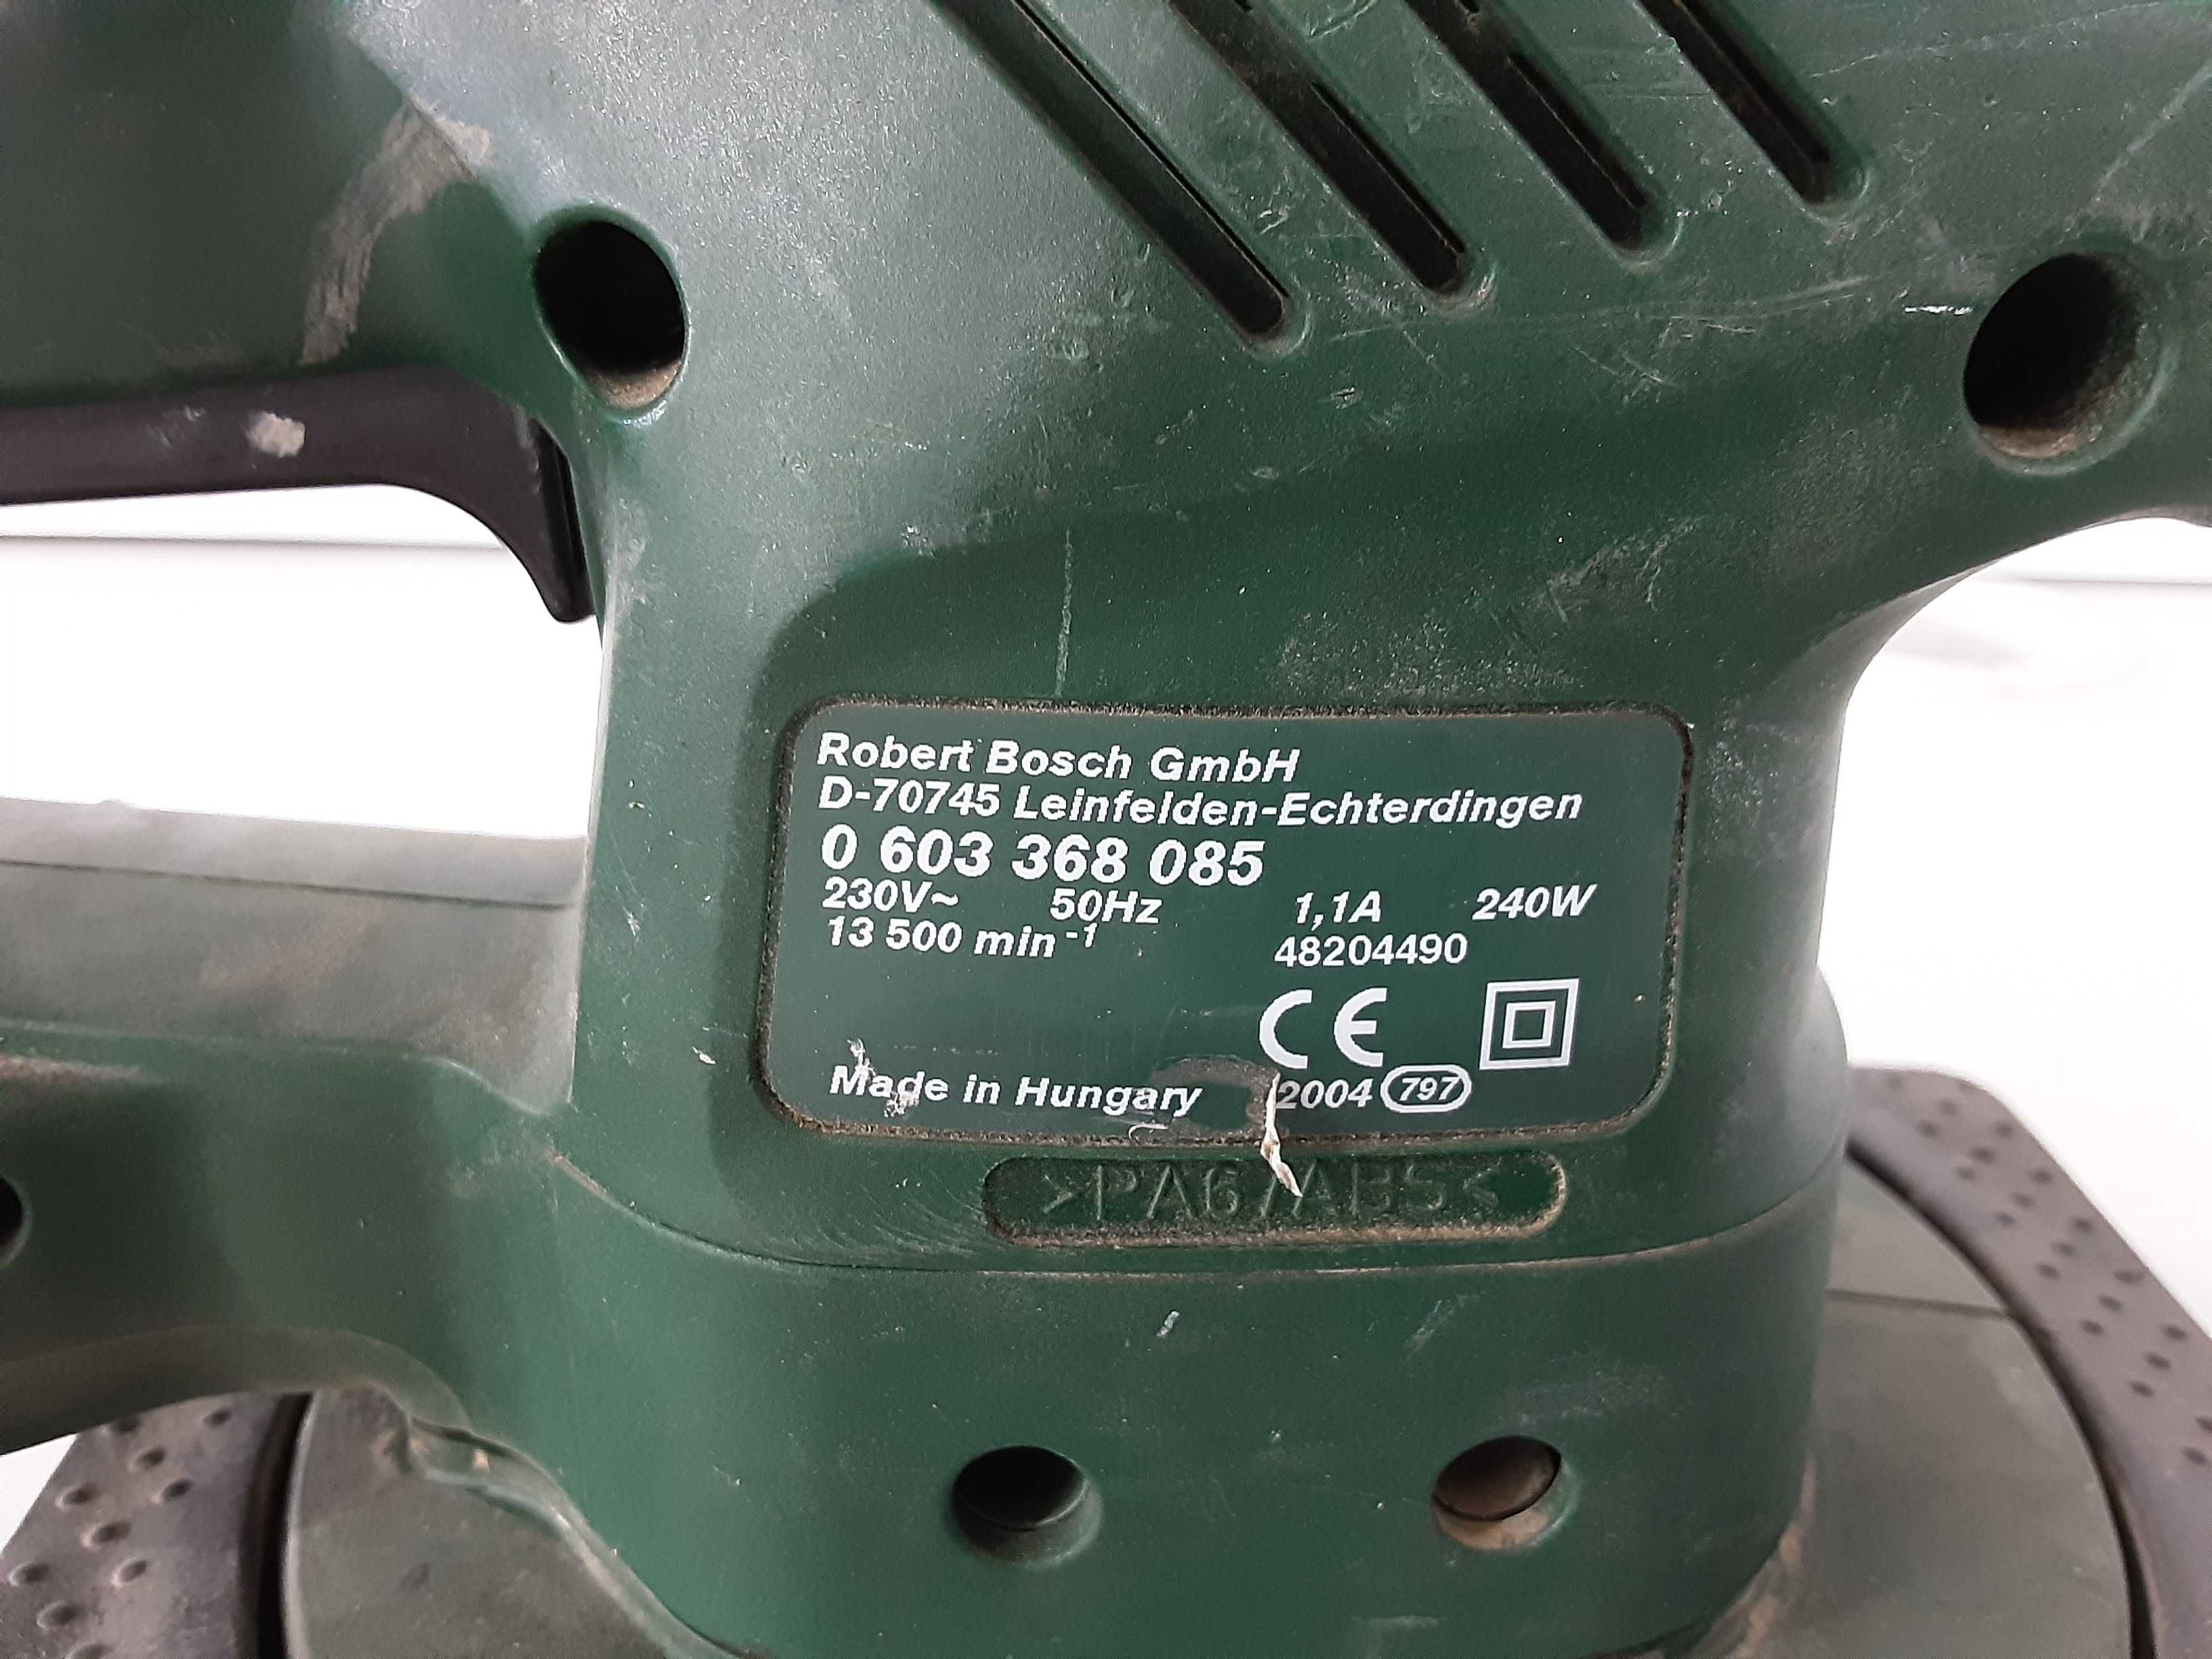 Robert Bosch GmbH
D-70745 Leinfelden-Echterdingen
0 603 368 085
230V~ 50Hz 1,1A 240W
13 500 min⁻¹ 48204490
CE
Made in Hungary 2004 797
>PA6/ABS<